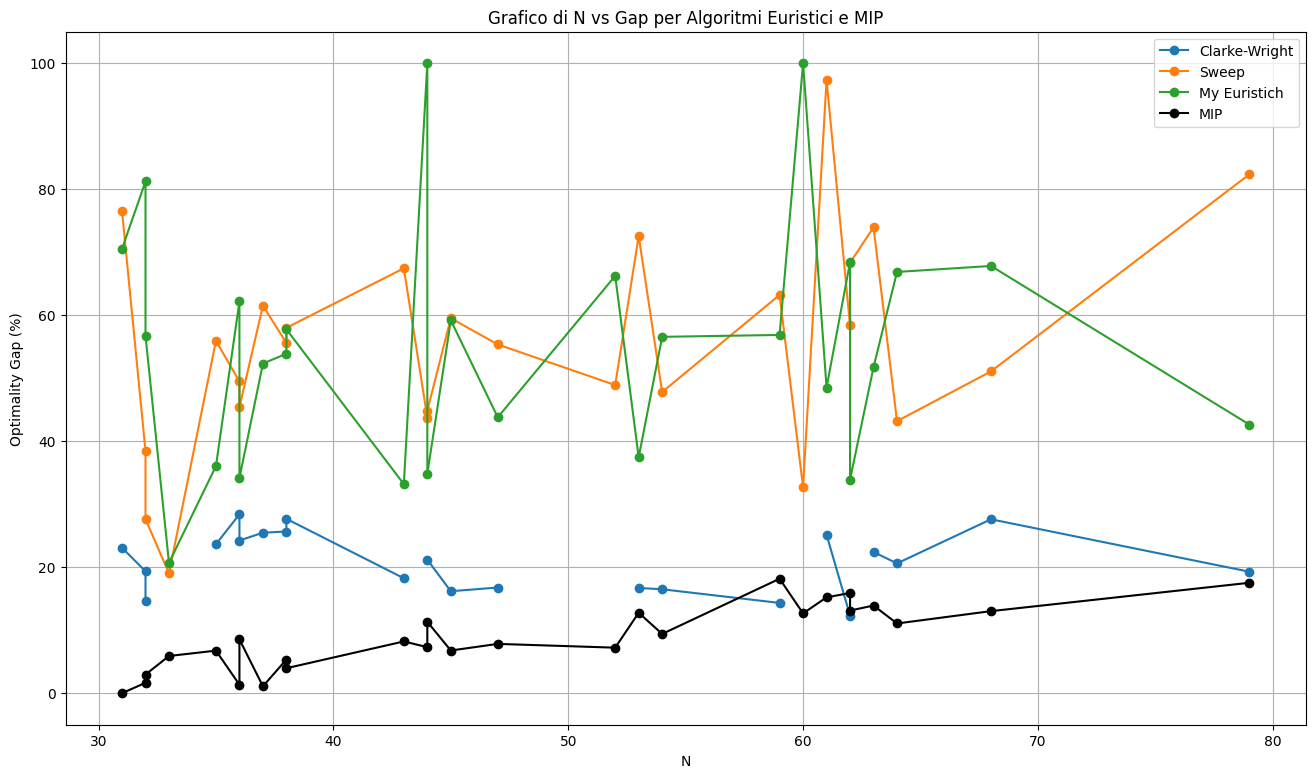 Grafico di N vs Gap per Algoritmi Euristici e MIP
Clarke-Wright
Sweep
My Euristich
MIP
Optimality Gap (%)
100
80
60
40
20
0
30
40
50
60
70
80
N